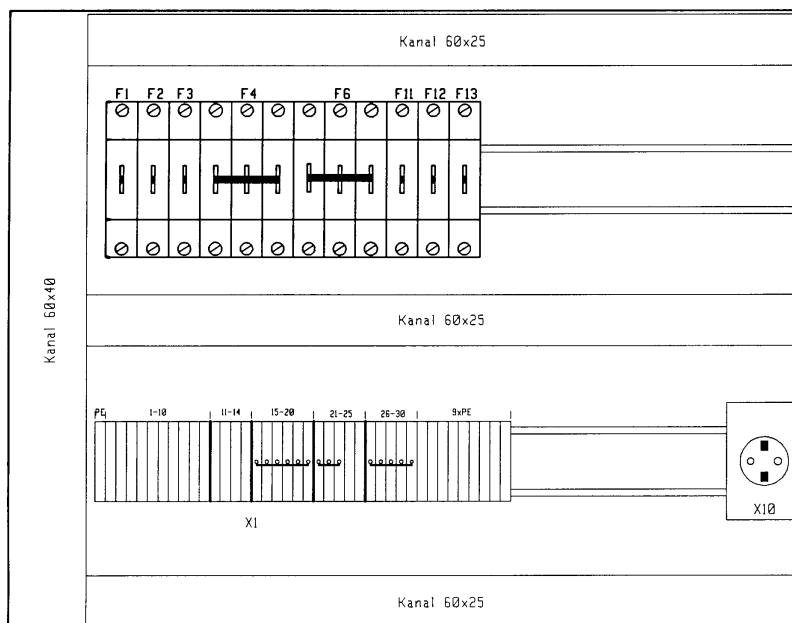 Kanal 60x25
F1 F2 F3 F4 F6 F11 F12 F13
Kanal 60x40
Kanal 60x25
PE 1-10 11-14 15-20 21-25 26-30 9xPE
X1
X10
Kanal 60x25